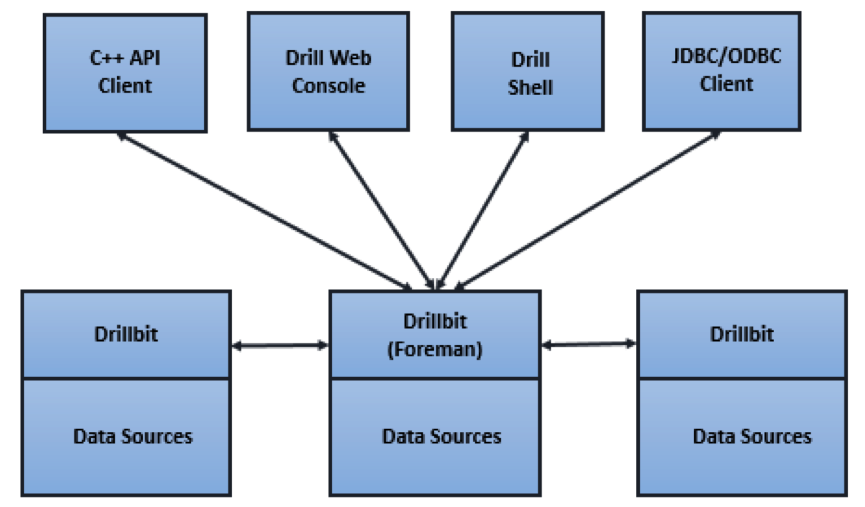 C++ API
Client
Drill Web
Console
Drill
Shell
JDBC/ODBC
Client
Drillbit
Drillbit
(Foreman)
Drillbit
Data Sources
Data Sources
Data Sources